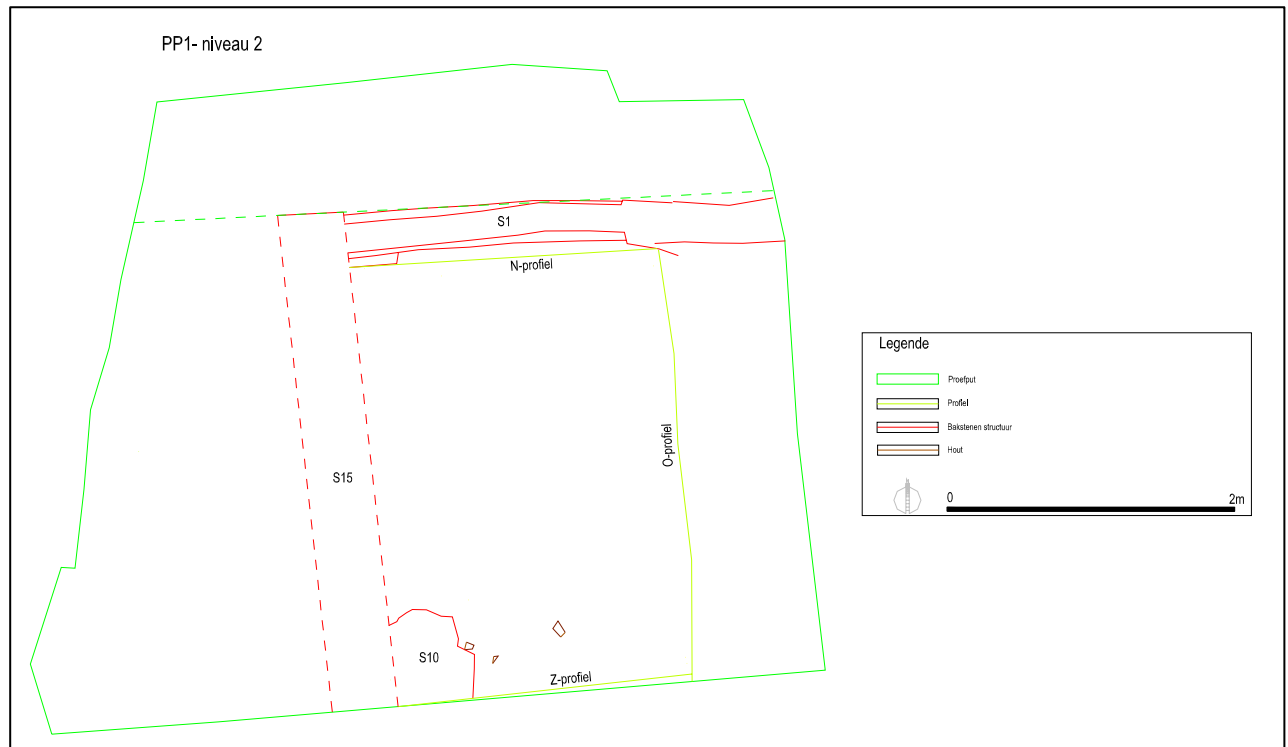 PP1- niveau 2
S1
N-profiel
O-profiel
S15
S10
Z-profiel
Legende
Proefput
Profiel
Bakstenen structuur
Hout
0 2m